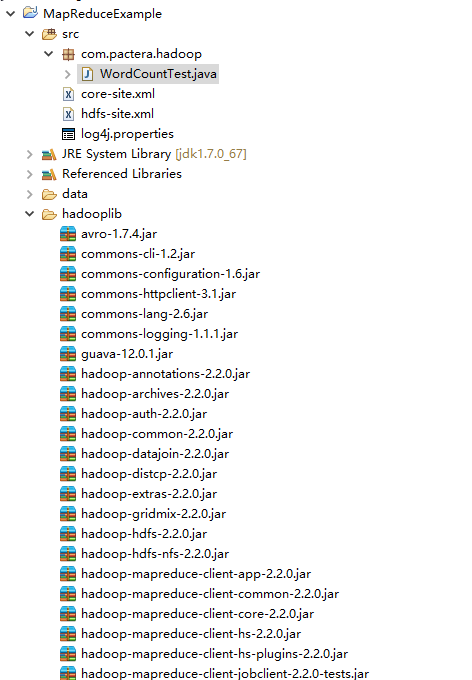 MapReduceExample
src
com.pactera.hadoop
WordCountTest.java
core-site.xml
hdfs-site.xml
log4j.properties
JRE System Library [jdk1.7.0_67]
Referenced Libraries
data
hadooplib
avro-1.7.4.jar
commons-cli-1.2.jar
commons-configuration-1.6.jar
commons-httpclient-3.1.jar
commons-lang-2.6.jar
commons-logging-1.1.1.jar
guava-12.0.1.jar
hadoop-annotations-2.2.0.jar
hadoop-archives-2.2.0.jar
hadoop-auth-2.2.0.jar
hadoop-common-2.2.0.jar
hadoop-datajoin-2.2.0.jar
hadoop-distcp-2.2.0.jar
hadoop-extras-2.2.0.jar
hadoop-gridmix-2.2.0.jar
hadoop-hdfs-2.2.0.jar
hadoop-hdfs-nfs-2.2.0.jar
hadoop-mapreduce-client-app-2.2.0.jar
hadoop-mapreduce-client-common-2.2.0.jar
hadoop-mapreduce-client-core-2.2.0.jar
hadoop-mapreduce-client-hs-2.2.0.jar
hadoop-mapreduce-client-hs-plugins-2.2.0.jar
hadoop-mapreduce-client-jobclient-2.2.0-tests.jar